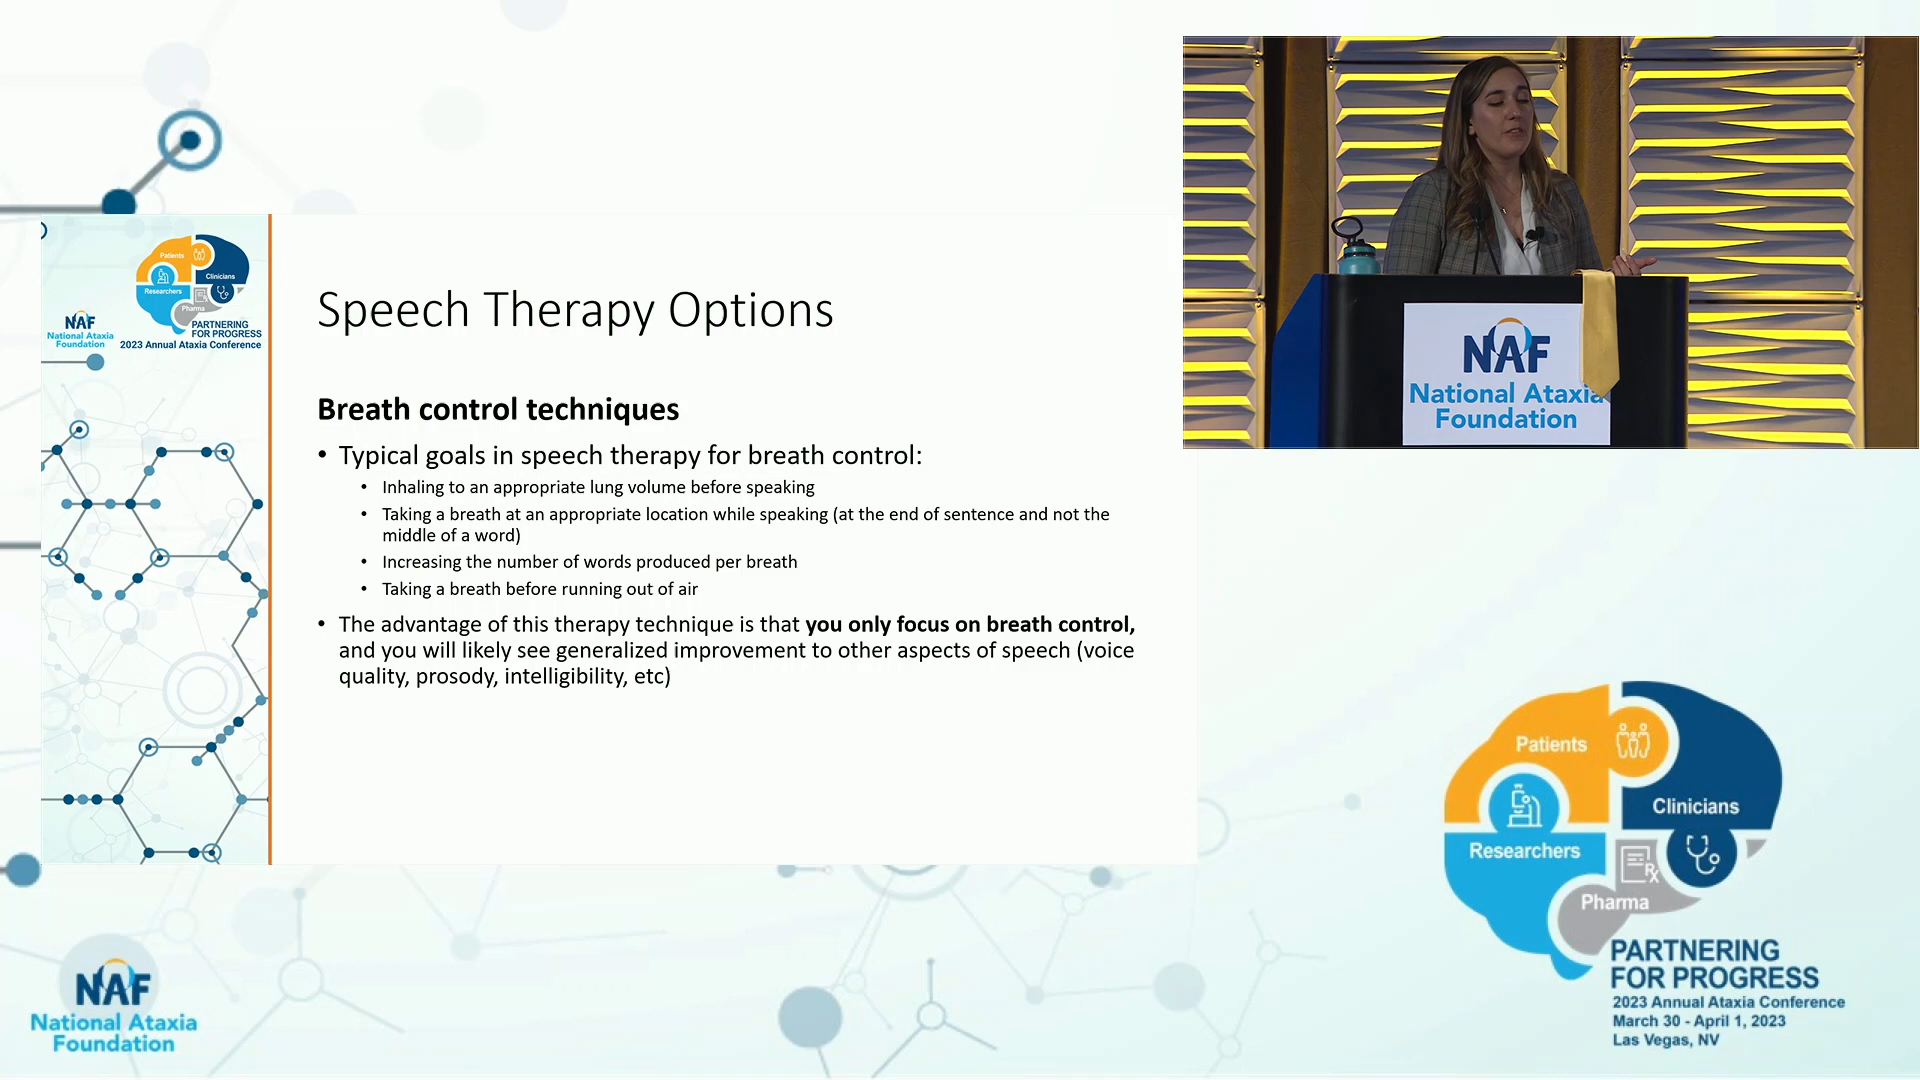 Patients
Clinicians
Researchers
Pharma
NAF
National Ataxia
Foundation
PARTNERING
FOR PROGRESS
2023 Annual Ataxia Conference
Speech Therapy Options
Breath control techniques
• Typical goals in speech therapy for breath control:
• Inhaling to an appropriate lung volume before speaking
• Taking a breath at an appropriate location while speaking (at the end of sentence and not the
middle of a word)
• Increasing the number of words produced per breath
• Taking a breath before running out of air
• The advantage of this therapy technique is that you only focus on breath control,
and you will likely see generalized improvement to other aspects of speech (voice
quality, prosody, intelligibility, etc)
NAF
National Ataxia
Foundation
Patients
Clinicians
Researchers
Rx
Pharma
PARTNERING
FOR PROGRESS
2023 Annual Ataxia Conference
March 30 - April 1, 2023
Las Vegas, NV
NAF
National Ataxia
Foundation